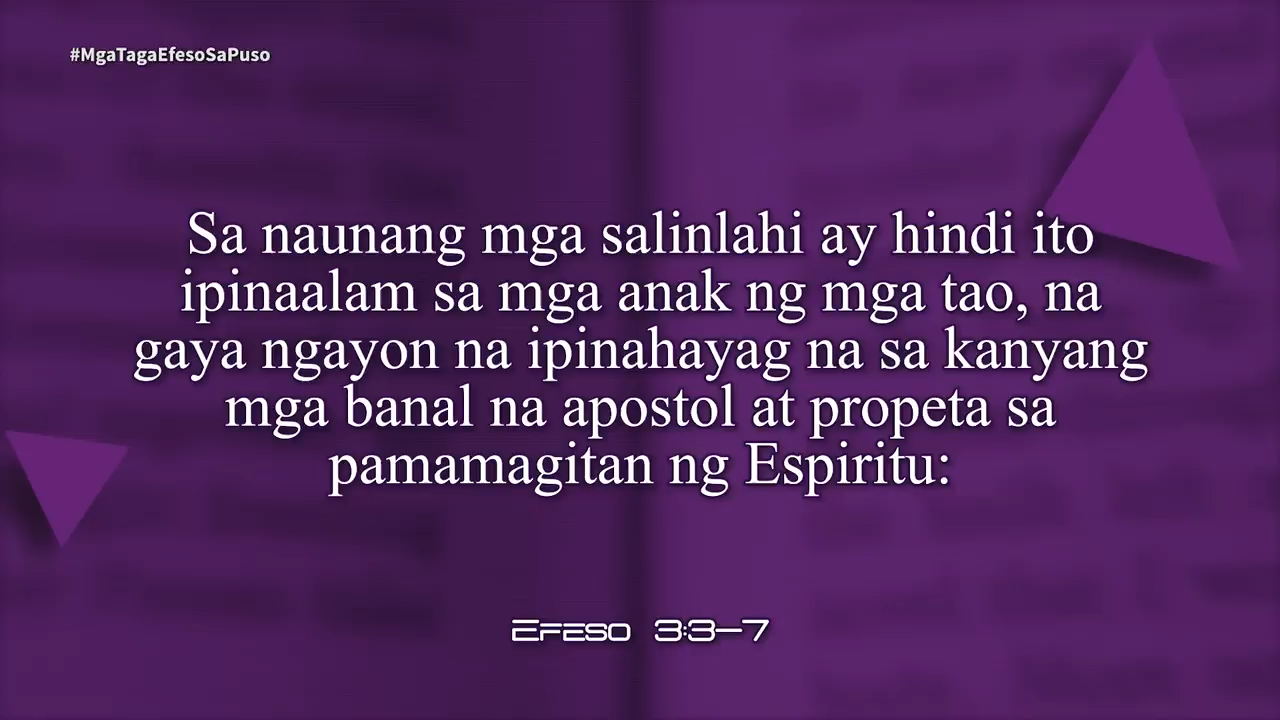 #MgaTagaEfesoSaPuso
Sa naunang mga salinlahi ay hindi ito
ipinaalam sa mga anak ng mga tao, na
gaya ngayon na ipinahayag na sa kanyang
mga banal na apostol at propeta sa
pamamagitan ng Espiritu:
Efeso 3:3-7